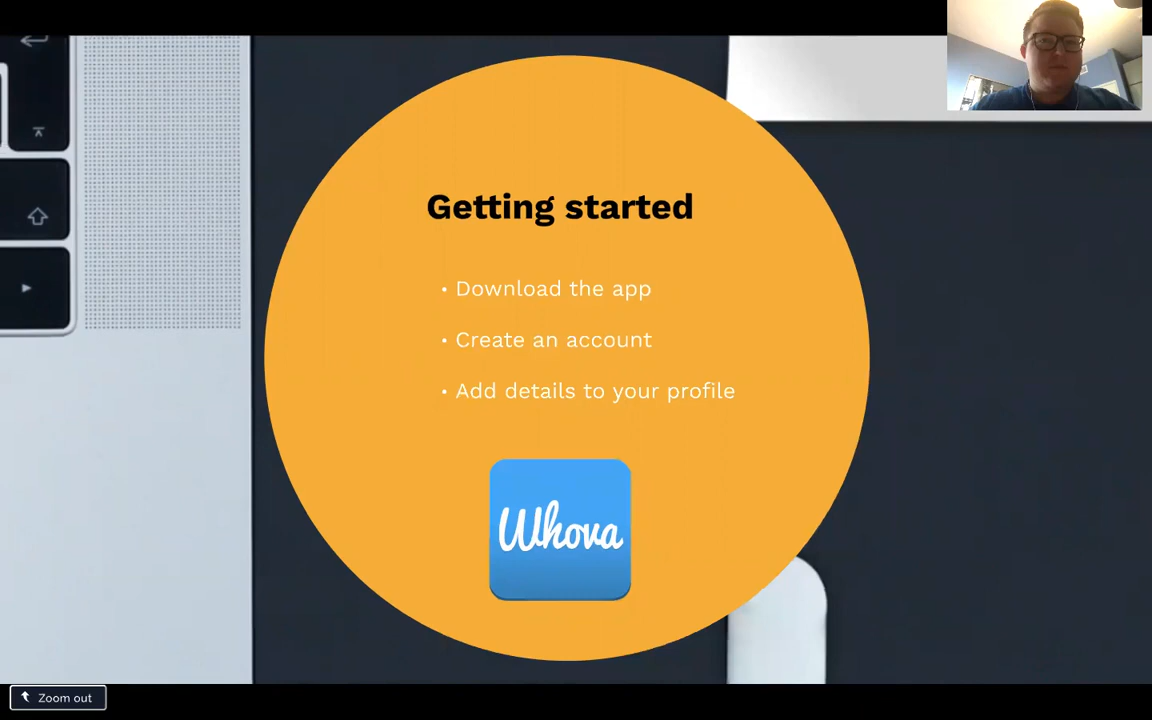 Getting started
• Download the app
• Create an account
• Add details to your profile
Whova
Zoom out